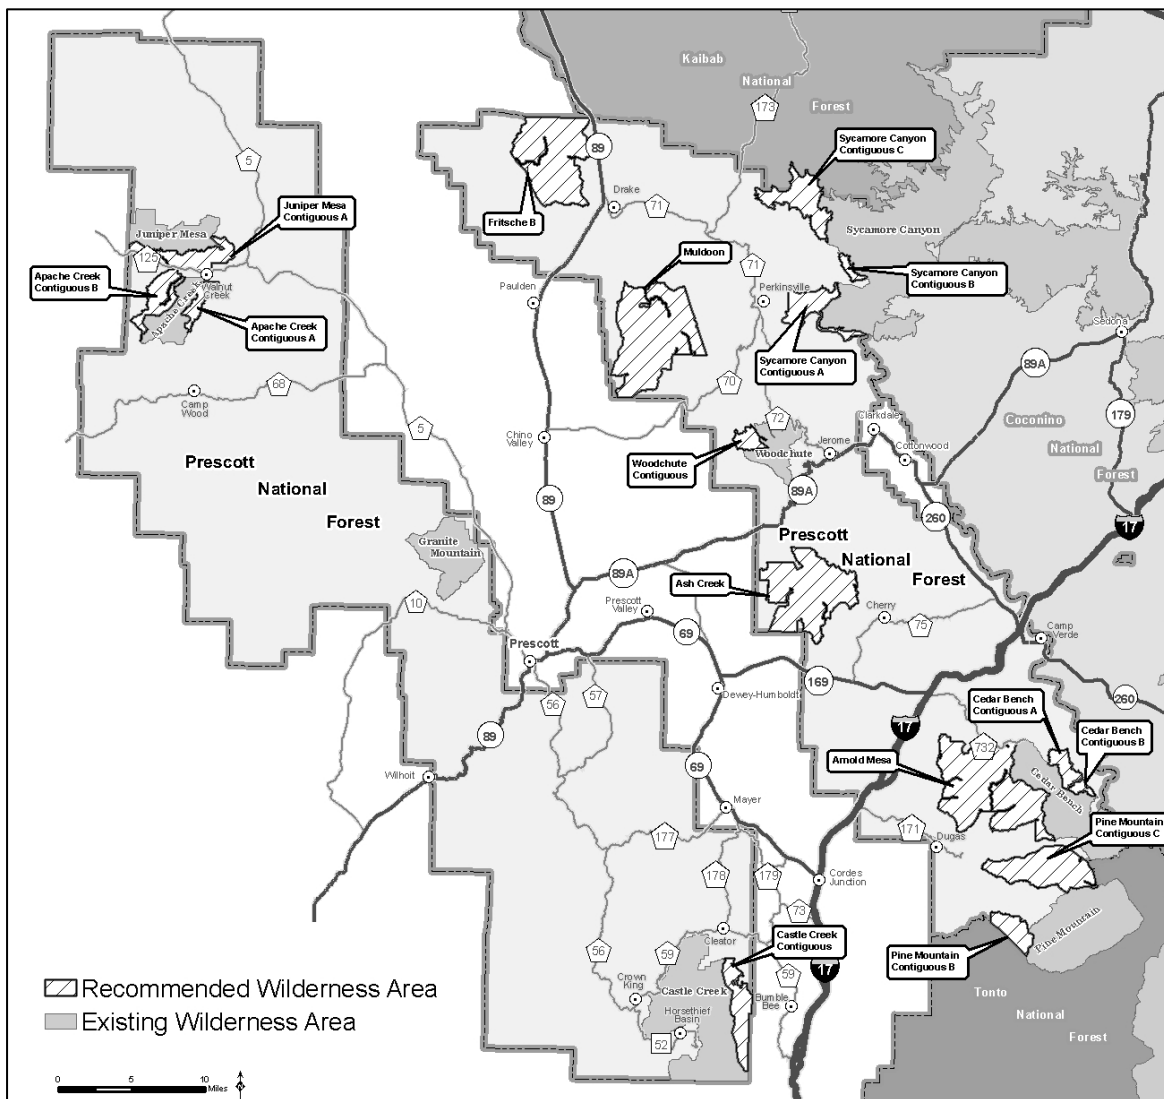 Kaibab
National
Forest
173
89
5
Sycamore Canyon
Contiguous C
Drake
71
Fritsche B
Juniper Mesa
Contiguous A
Juniper Mesa
125
Sycamore Canyon
Muldoon
71
Apache Creek
Contiguous B
Walnut
Creek
Sycamore Canyon
Contiguous B
Paulden
Perkinsville
Apache Creek
Apache Creek
Contiguous A
Sedona
Sycamore Canyon
Contiguous A
89A
68
70
Camp
Wood
179
72
Clarkdale
Coconino
National
Forest
5
Chino
Valley
Jerome
Cottonwood
Woodchute
Contiguous
Woodchute
Prescott
National
Forest
89
89A
260
17
Granite
Mountain
Prescott
National
Forest
89A
Ash Creek
10
Prescott
Valley
Cherry
75
69
Camp
Verde
Prescott
169
Dewey-Humboldt
57
56
260
Cedar Bench
Contiguous A
17
89
732
Cedar Bench
Contiguous B
Arnold Mesa
69
Wilhoit
Cedar Bench
Mayer
177
171
Dugas
Pine Mountain
Contiguous C
178
179
Cordes
Junction
73
Cleator
Castle Creek
Contiguous
Pine Mountain
56
59
Pine Mountain
Contiguous B
17
59
Crown
King
Castle Creek
Bumble
Bee
Horsethief
Basin
52
Tonto
National
Forest
Recommended Wilderness Area
Existing Wilderness Area
0 5 10
Miles